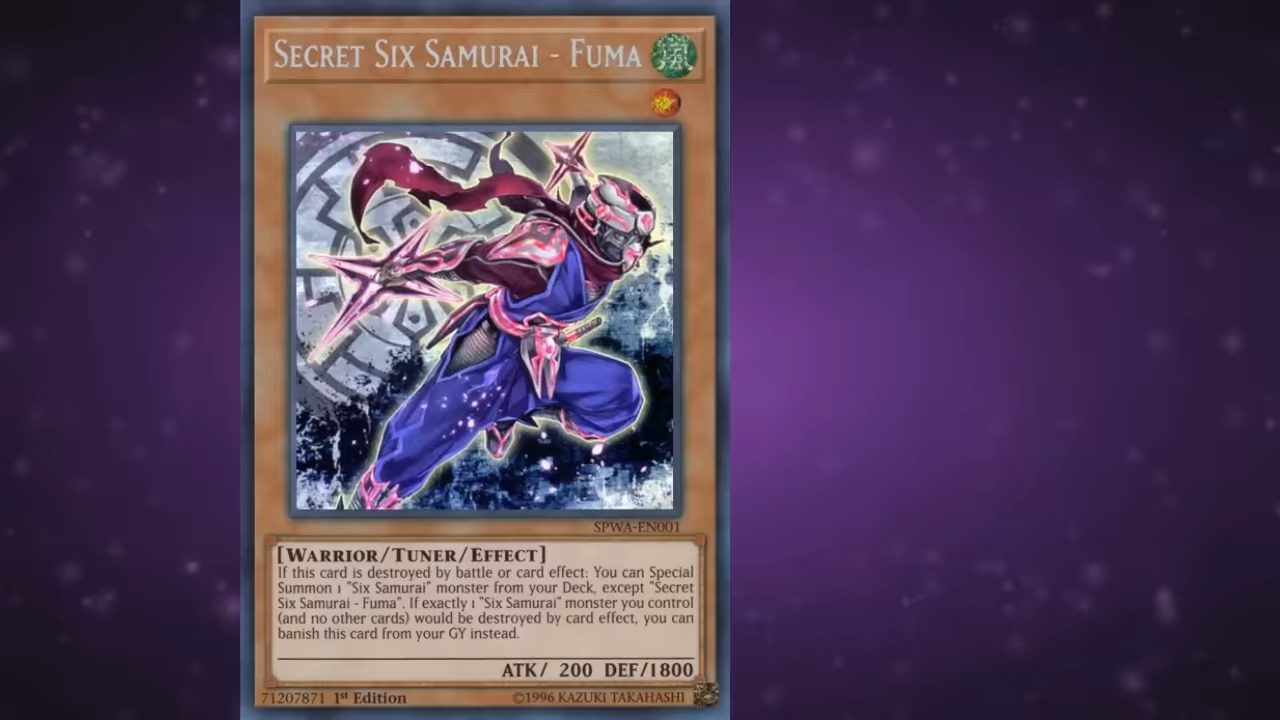 Secret Six Samurai - Fuma
風
SPWA-EN001
[Warrior/Tuner/Effect]
If this card is destroyed by battle or card effect: You can Special
Summon 1 "Six Samurai" monster from your Deck, except "Secret
Six Samurai - Fuma". If exactly 1 "Six Samurai" monster you control
(and no other cards) would be destroyed by card effect, you can
banish this card from your GY instead.
ATK/ 200 DEF/1800
71207871 1st Edition ©1996 KAZUKI TAKAHASHI